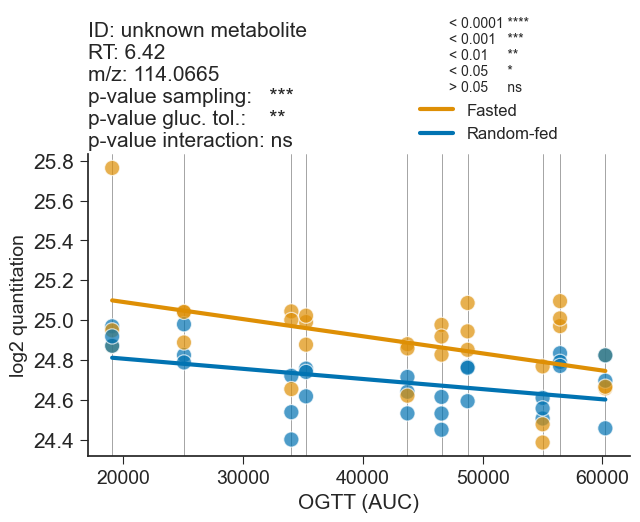 ID: unknown metabolite
RT: 6.42
m/z: 114.0665
p-value sampling: ***
p-value gluc. tol.: **
p-value interaction: ns
< 0.0001 ****
< 0.001 ***
< 0.01 **
< 0.05 *
> 0.05 ns
Fasted
Random-fed
log2 quantitation
25.8
25.6
25.4
25.2
25.0
24.8
24.6
24.4
20000 30000 40000 50000 60000
OGTT (AUC)